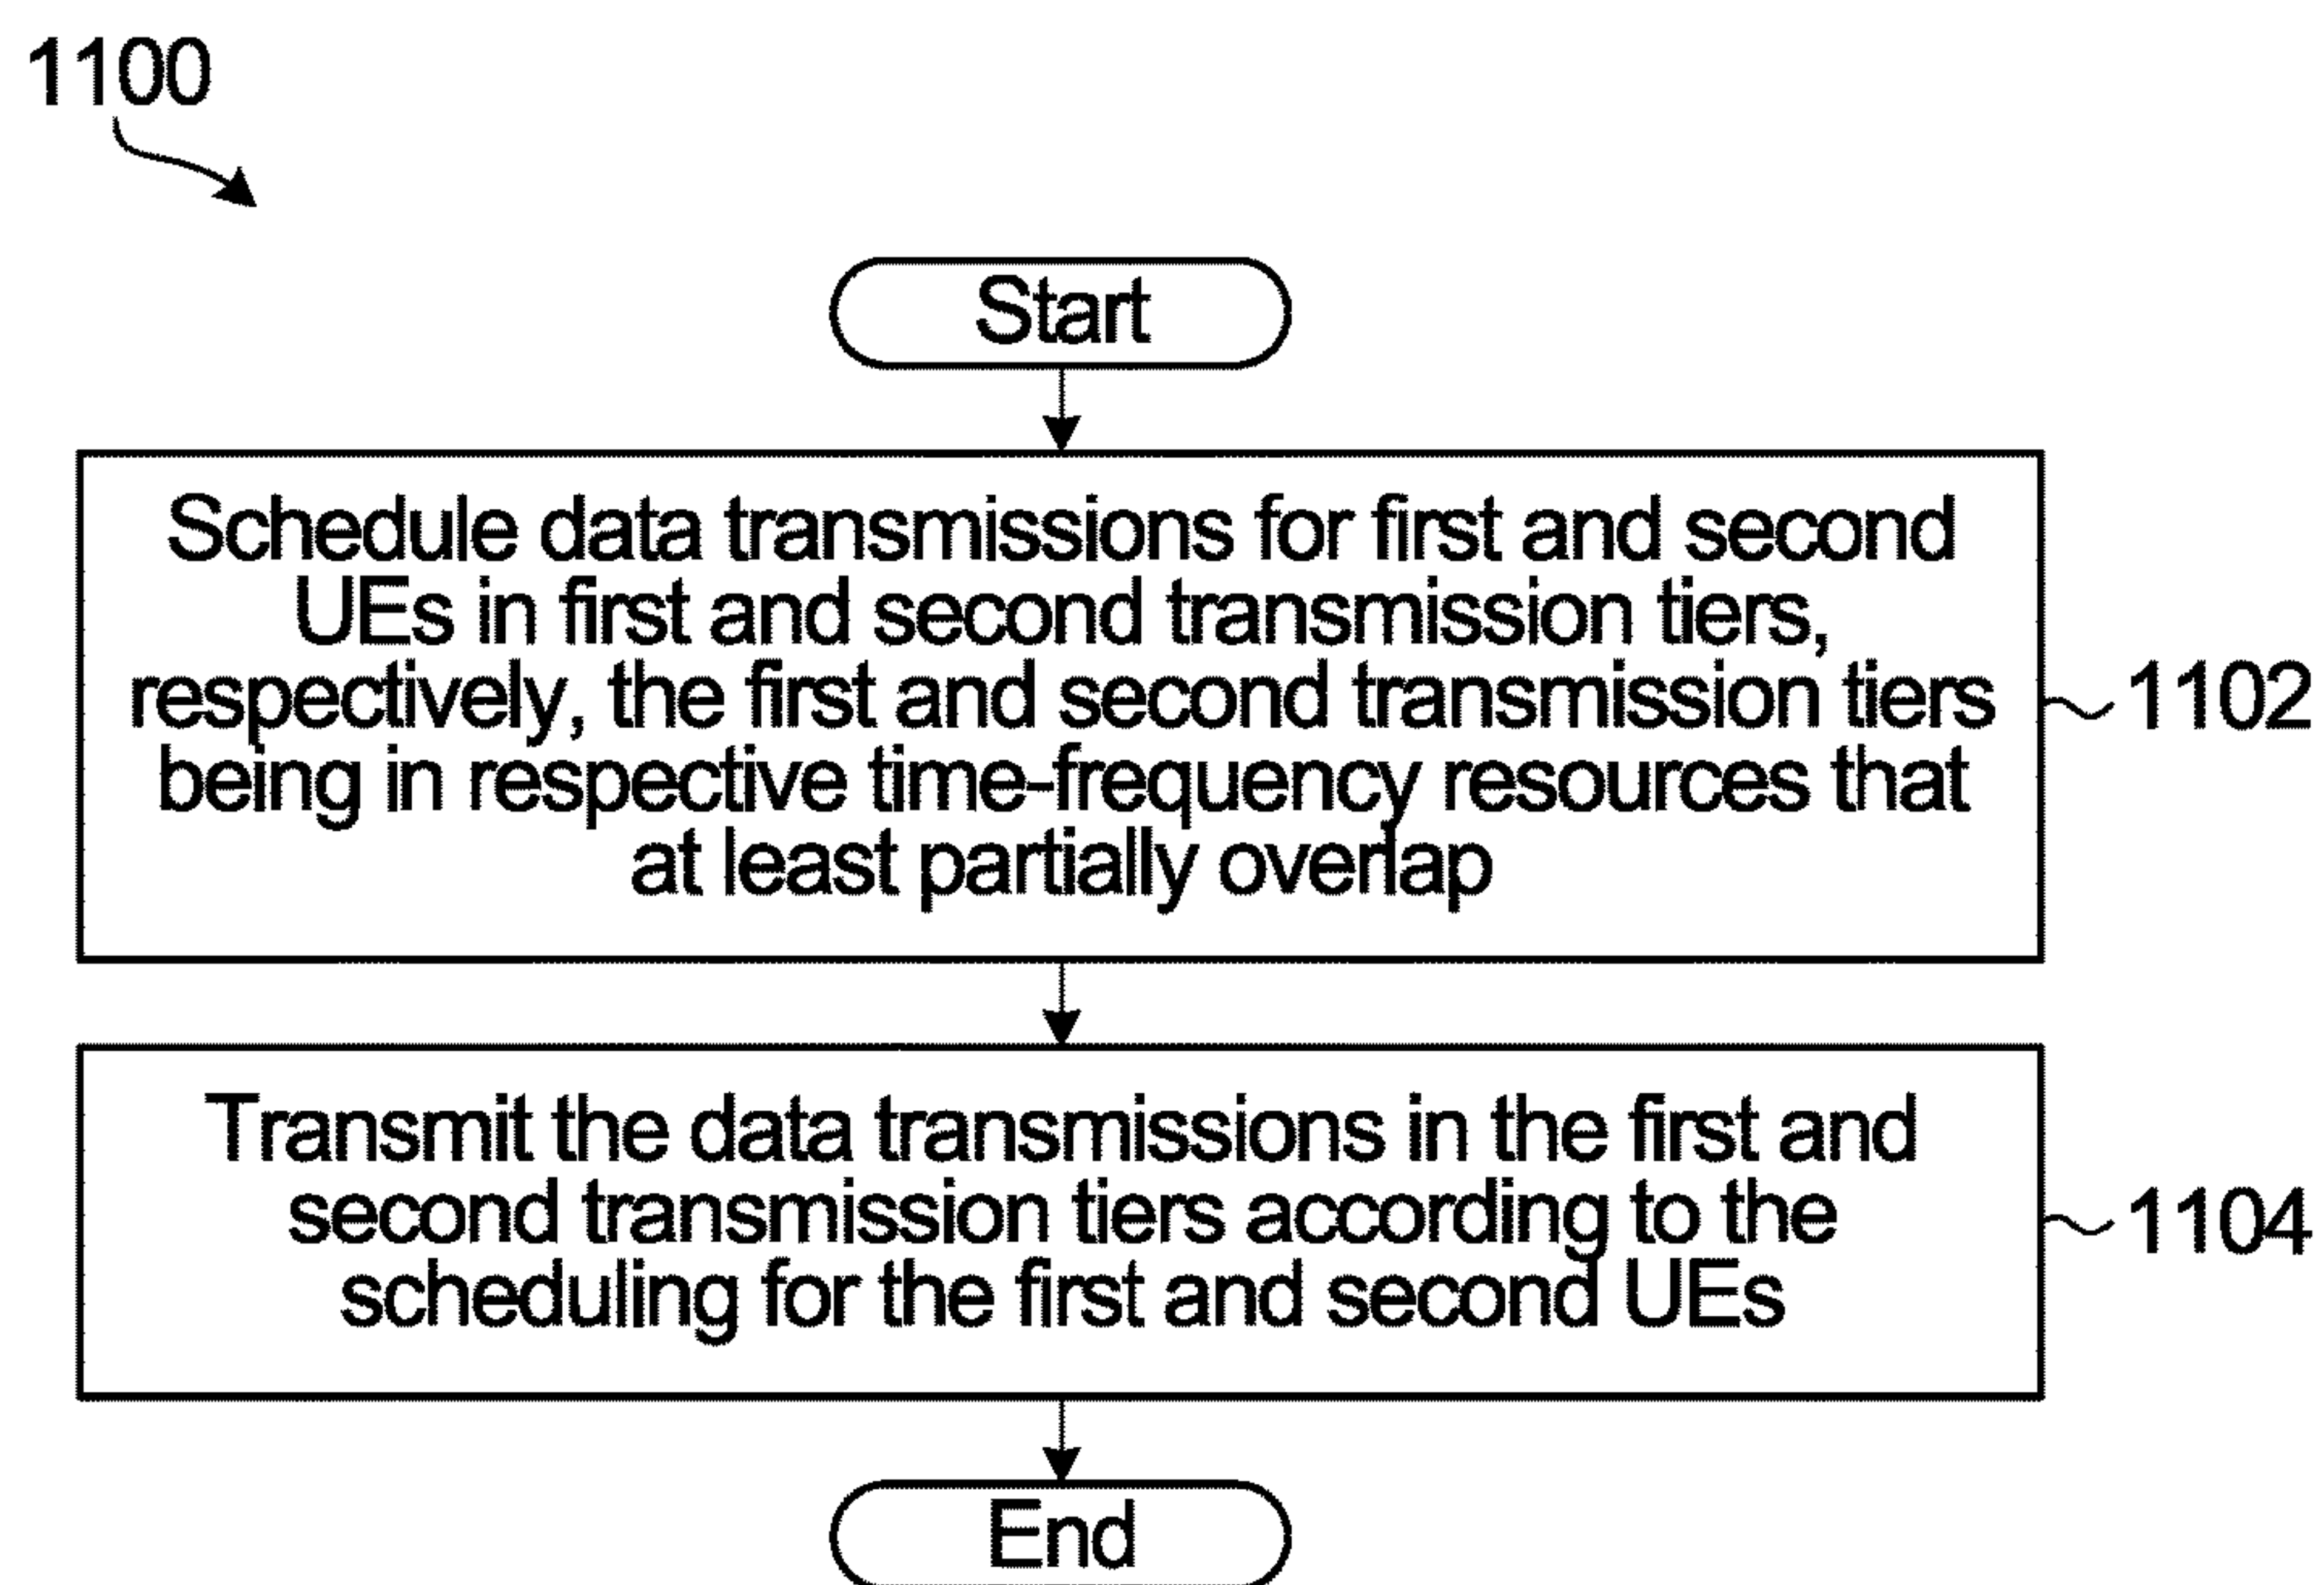 1100
Start
Schedule data transmissions for first and second
UEs in first and second transmission tiers,
respectively, the first and second transmission tiers
being in respective time-frequency resources that
at least partially overlap
1102
Transmit the data transmissions in the first and
second transmission tiers according to the
scheduling for the first and second UEs
1104
End